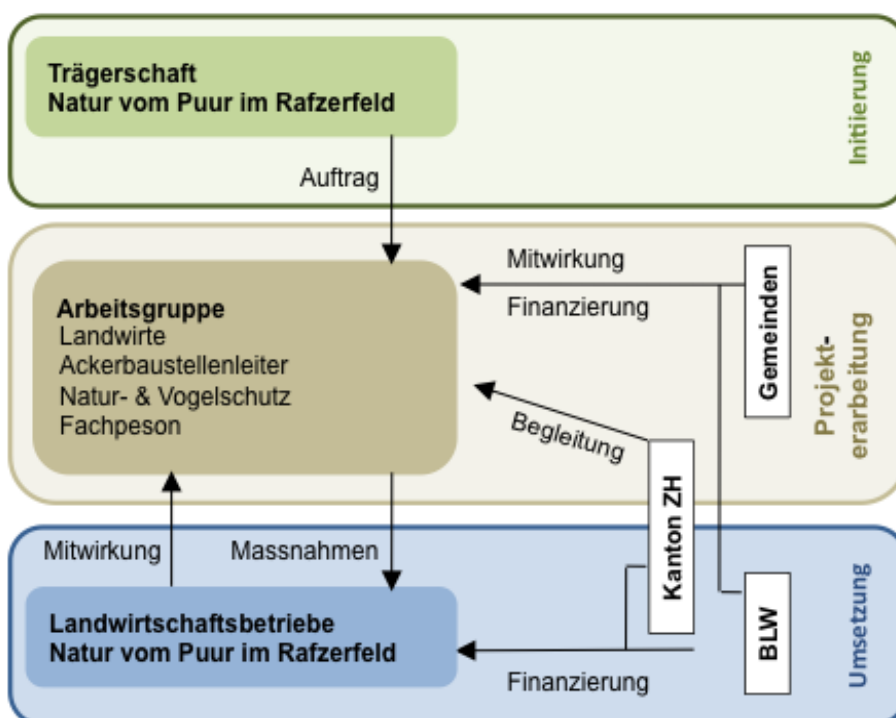 Trägerschaft
Natur vom Puur im Rafzerfeld
Initiierung
Auftrag
Mitwirkung
Finanzierung
Gemeinden
Projekt-
erarbeitung
Arbeitsgruppe
Landwirte
Ackerbaustellenleiter
Natur- & Vogelschutz
Fachpeson
Begleitung
Kanton ZH
Mitwirkung
Massnahmen
Landwirtschaftsbetriebe
Natur vom Puur im Rafzerfeld
Finanzierung
BLW
Umsetzung